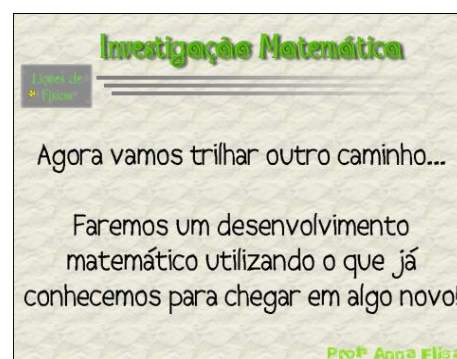 Investigação Matemática
Lições de
Física
Agora vamos trilhar outro caminho...
Faremos um desenvolvimento
matemático utilizando o que já
conhecemos para chegar em algo novo!
Profª Anna Elisa